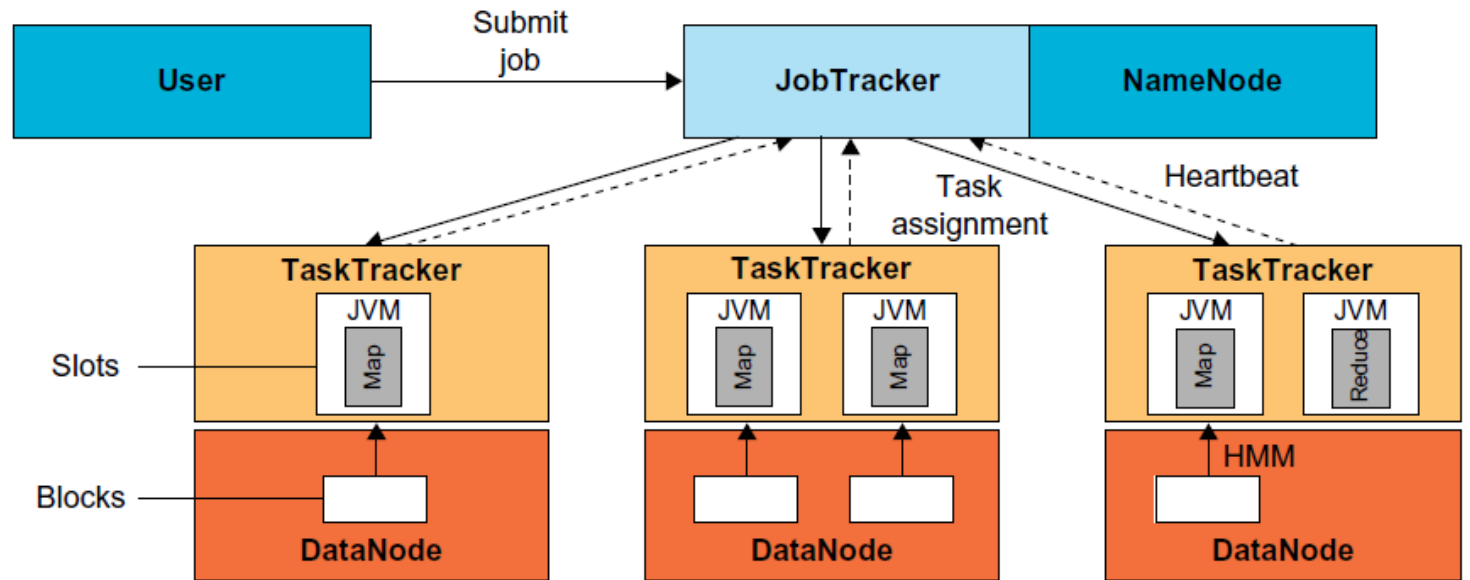 Submit
job
User
JobTracker
NameNode
Task
assignment
Heartbeat
TaskTracker
JVM
Map
TaskTracker
JVM
Map
JVM
Map
TaskTracker
JVM
Map
JVM
Reduce
Slots
HMM
Blocks
DataNode
DataNode
DataNode